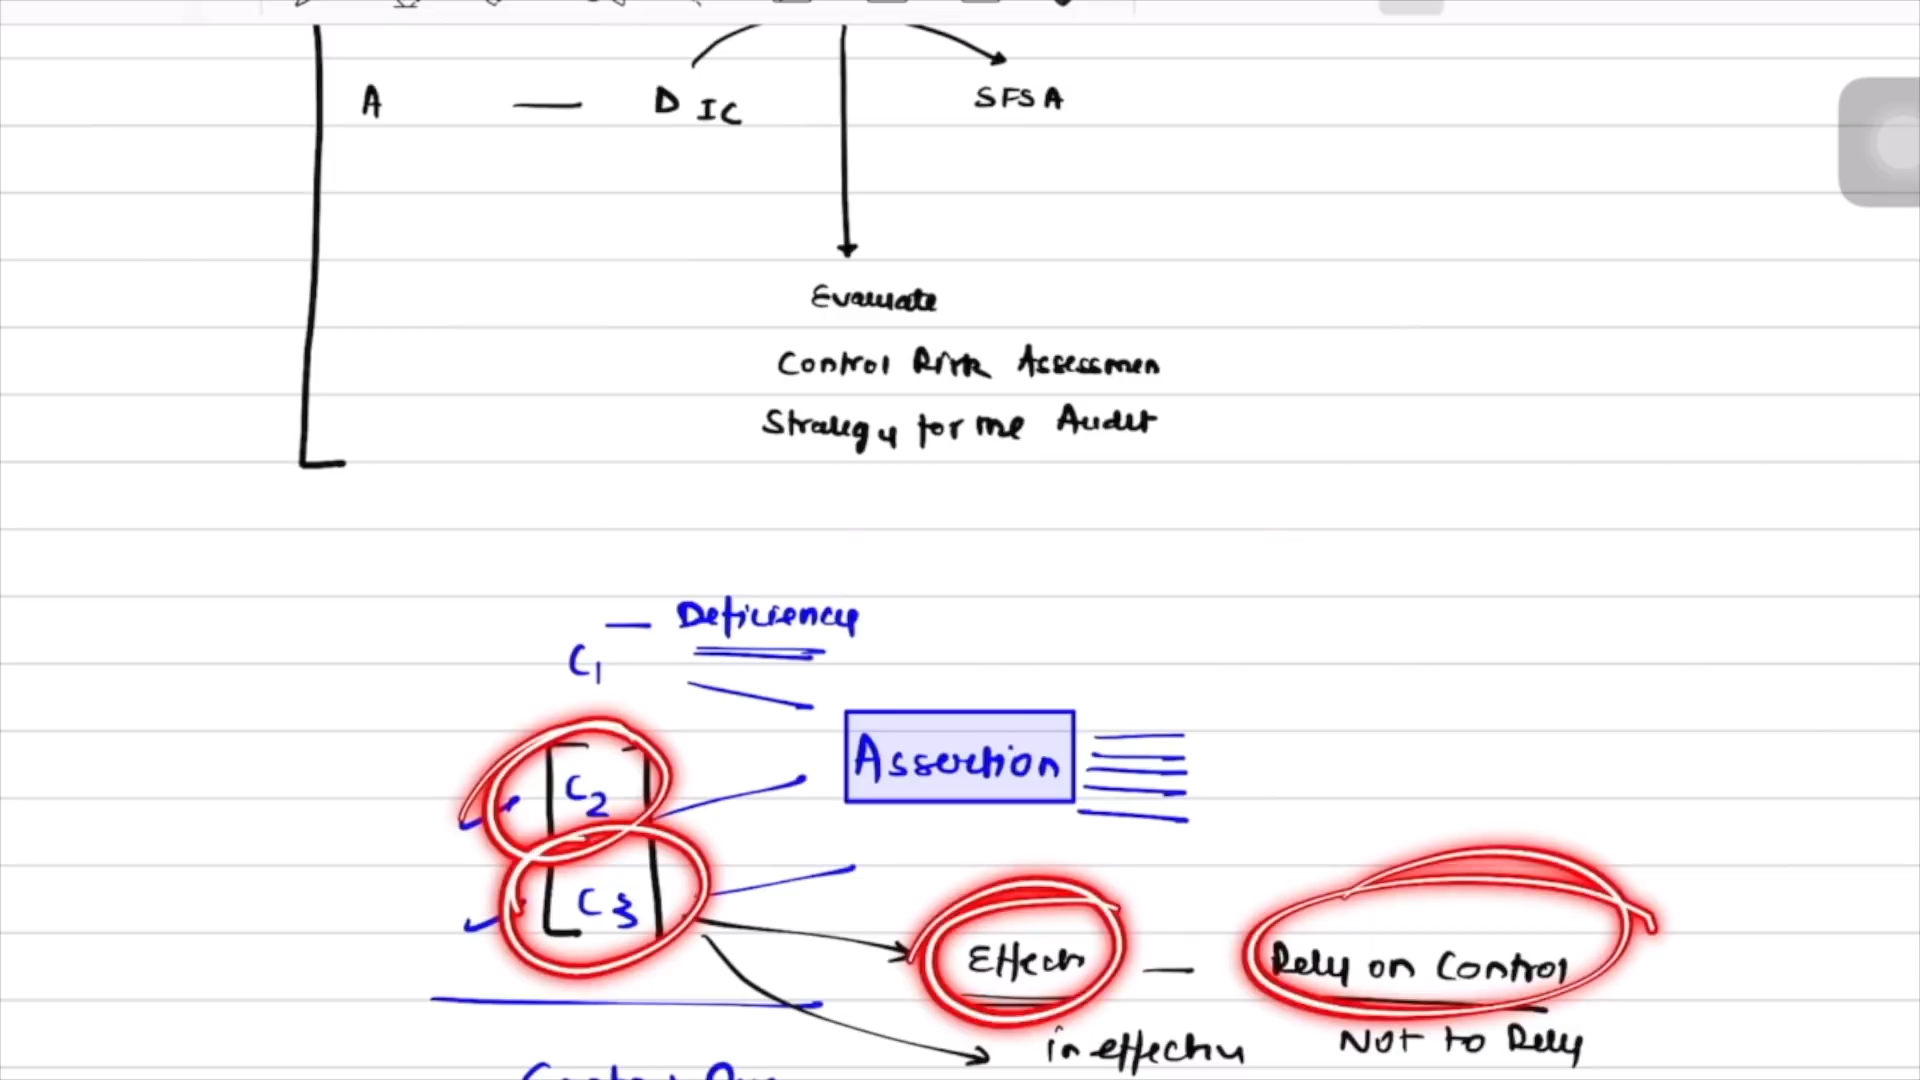 A — D IC SFSA
Evaluate
Control Risk Assessmen
Strategy for the Audit
C1 — Deficiency
C2 Assertion
C3
Effectiv — Rely on Control
ineffective Not to Rely